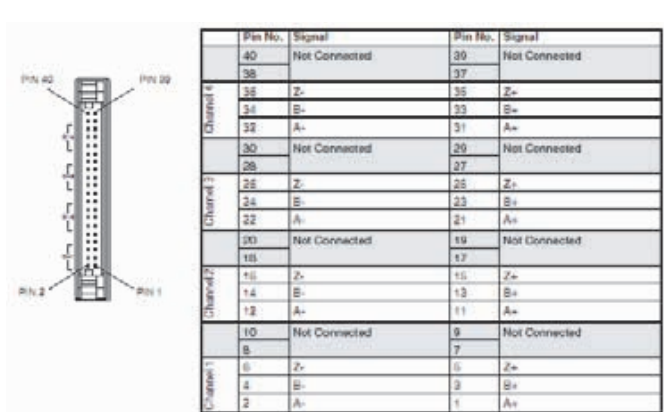 Pin No. Signal Pin No. Signal
40 Not Connected 39 Not Connected
38 37
PIN 40 PIN 39
Channel 4
36 Z- 35 Z+
34 B- 33 B+
32 A- 31 A+
30 Not Connected 29 Not Connected
28 27
Channel 3
26 Z- 25 Z+
24 B- 23 B+
22 A- 21 A+
20 Not Connected 19 Not Connected
18 17
Channel 2
16 Z- 15 Z+
14 B- 13 B+
12 A- 11 A+
PIN 2 PIN 1
10 Not Connected 9 Not Connected
8 7
Channel 1
6 Z- 5 Z+
4 B- 3 B+
2 A- 1 A+